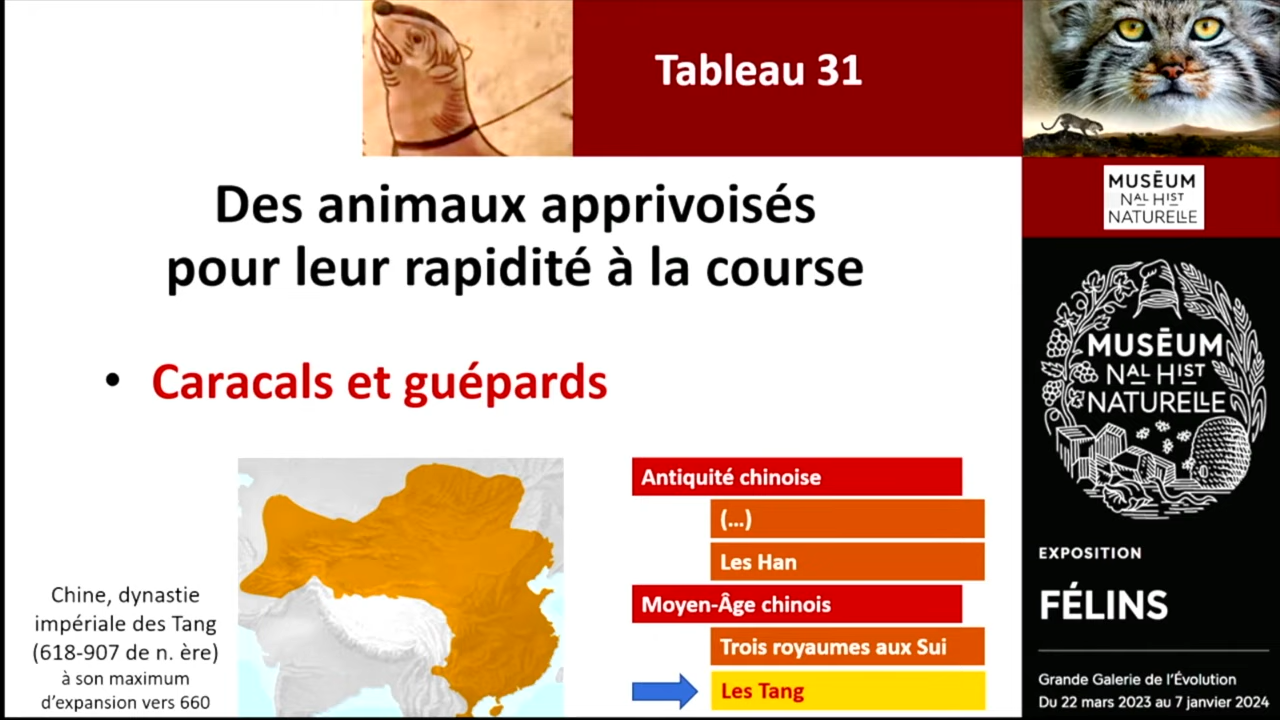 Tableau 31
Des animaux apprivoisés
pour leur rapidité à la course
• Caracals et guépards
Chine, dynastie
impériale des Tang
(618-907 de n. ère)
à son maximum
d'expansion vers 660
Antiquité chinoise
(...)
Les Han
Moyen-Âge chinois
Trois royaumes aux Sui
Les Tang
MUSĒUM
NAL HIST
NATURELLE
MUSĒUM
NAL HIST
NATURELLE
EXPOSITION
FÉLINS
Grande Galerie de l'Évolution
Du 22 mars 2023 au 7 janvier 2024